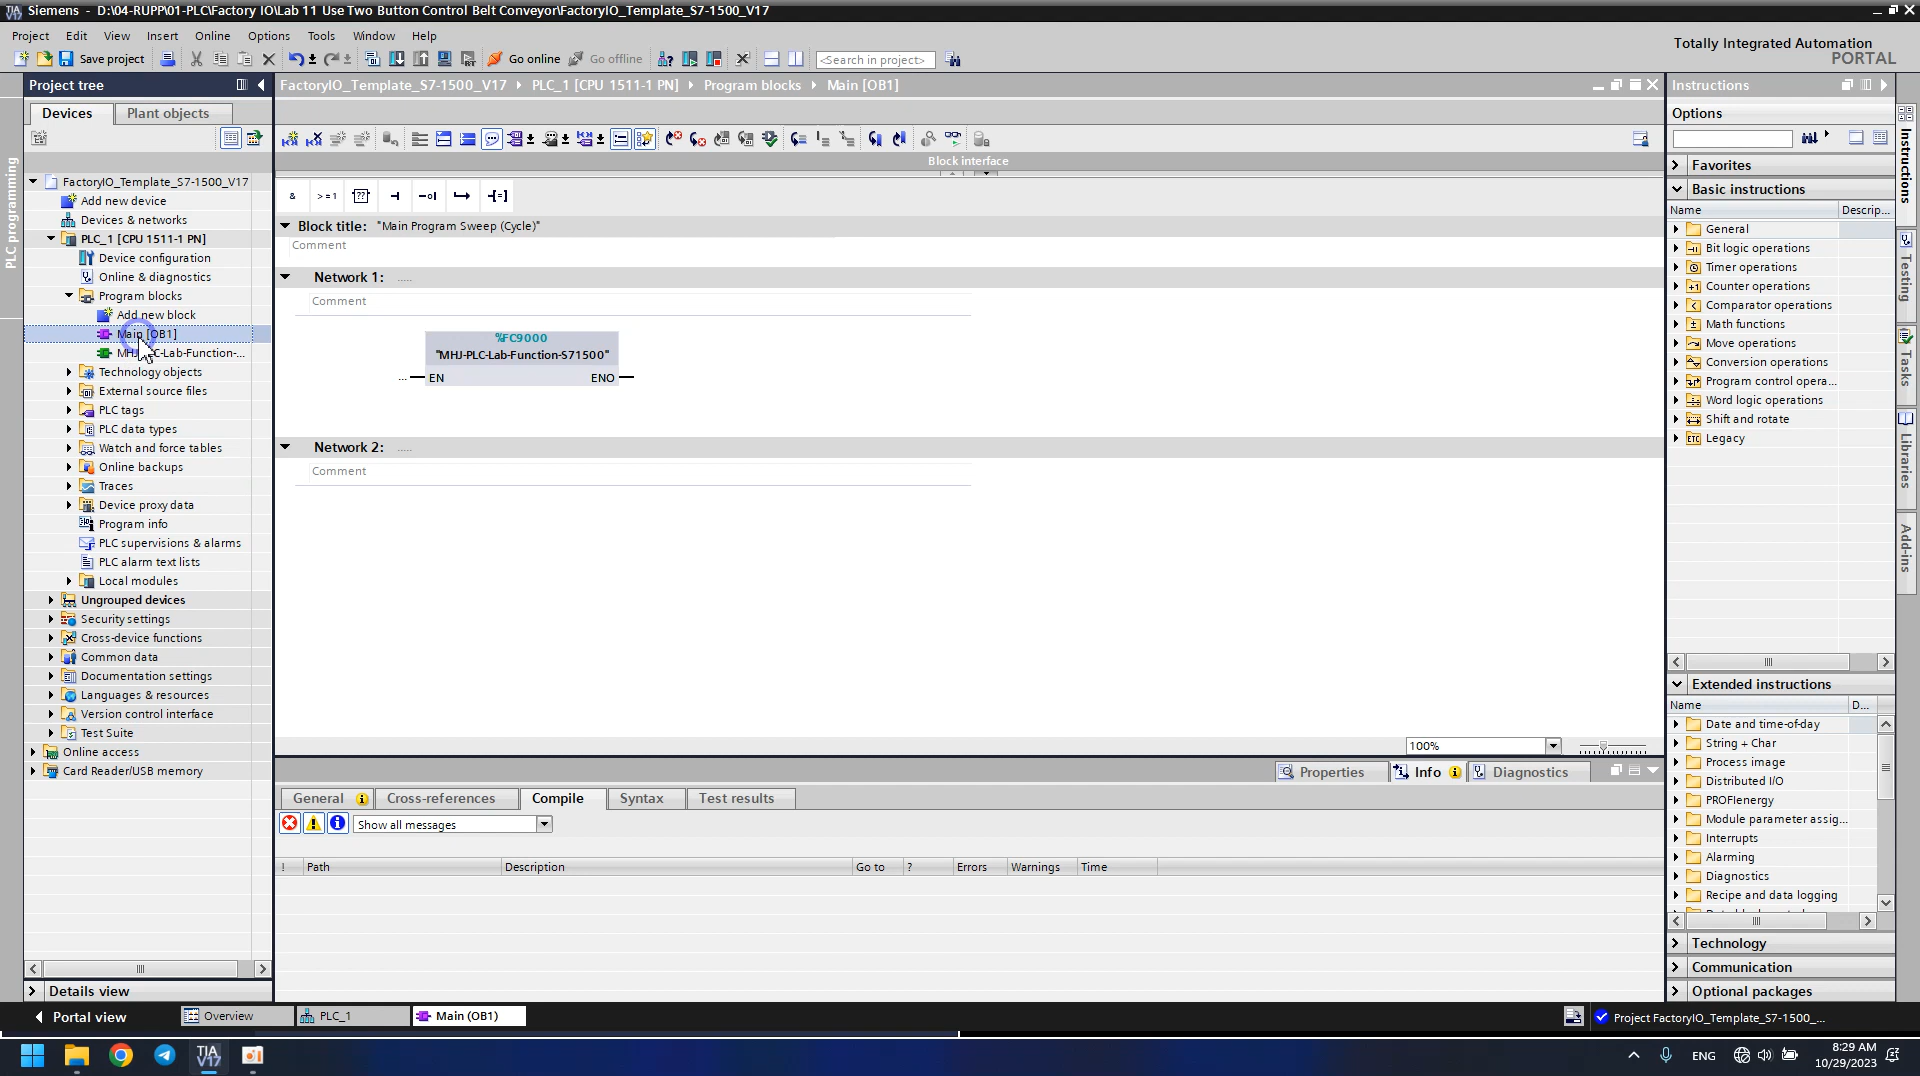 Siemens - D:\04-RUPP\01-PLC\Factory IO\Lab 11 Use Two Button Control Belt Conveyor\FactoryIO_Template_S7-1500_V17
Project Edit View Insert Online Options Tools Window Help
Totally Integrated Automation
PORTAL
Save project
Go online
Go offline
<Search in project>
Project tree
FactoryIO_Template_S7-1500_V17
PLC_1 [CPU 1511-1 PN]
Program blocks
Main [OB1]
Instructions
Devices
Plant objects
Options
PLC programming
FactoryIO_Template_S7-1500_V17
Add new device
Devices & networks
PLC_1 [CPU 1511-1 PN]
Device configuration
Online & diagnostics
Program blocks
Add new block
Main [OB1]
Technology objects
External source files
PLC tags
PLC data types
Watch and force tables
Online backups
Traces
Device proxy data
Program info
PLC supervisions & alarms
PLC alarm text lists
Local modules
Ungrouped devices
Security settings
Cross-device functions
Common data
Documentation settings
Languages & resources
Version control interface
Test Suite
Online access
Card Reader/USB memory
Details view
Block interface
& >=1 ??
Block title: "Main Program Sweep (Cycle)"
Comment
Network 1: .....
Comment
%FC9000
"MHJ-PLC-Lab-Function-S71500"
... EN ENO
Network 2: .....
Comment
100%
Properties
Info
Diagnostics
General
Cross-references
Compile
Syntax
Test results
Show all messages
! Path Description Go to ? Errors Warnings Time
Favorites
Basic instructions
Name Descrip...
General
Bit logic operations
Timer operations
Counter operations
Comparator operations
Math functions
Move operations
Conversion operations
Program control opera...
Word logic operations
Shift and rotate
Legacy
Extended instructions
Name D...
Date and time-of-day
String + Char
Process image
Distributed I/O
PROFIenergy
Module parameter assig...
Interrupts
Alarming
Diagnostics
Recipe and data logging
Technology
Communication
Optional packages
Instructions
Testing
Tasks
Libraries
Add-ins
Portal view
Overview
PLC_1
Main (OB1)
Project FactoryIO_Template_S7-1500_...
ENG
8:29 AM
10/29/2023